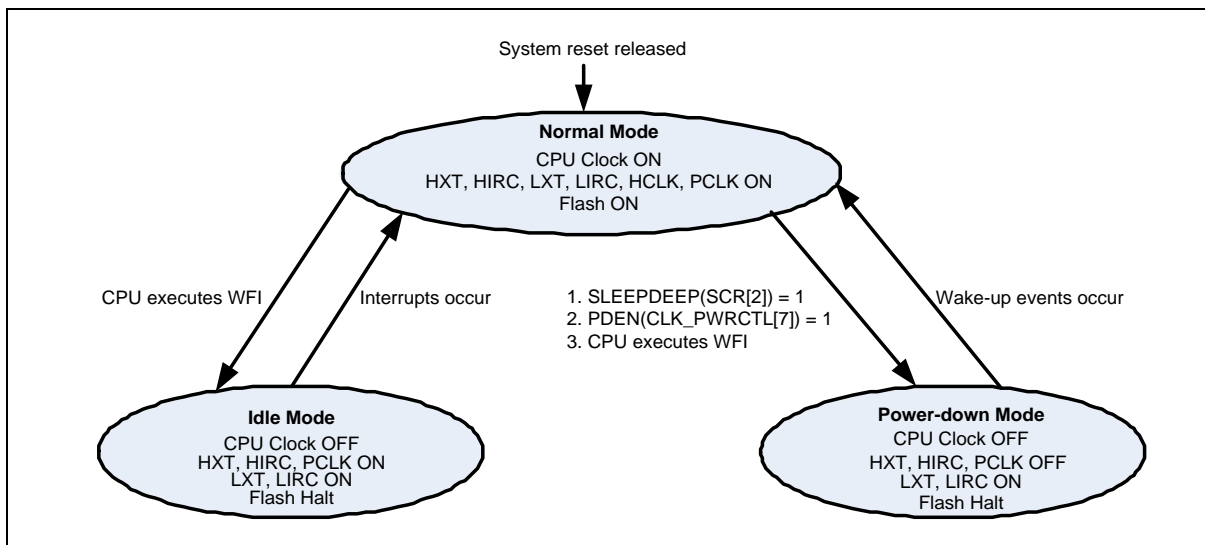 System reset released
Normal Mode
CPU Clock ON
HXT, HIRC, LXT, LIRC, HCLK, PCLK ON
Flash ON
CPU executes WFI
Interrupts occur
1. SLEEPDEEP(SCR[2]) = 1
2. PDEN(CLK_PWRCTL[7]) = 1
3. CPU executes WFI
Wake-up events occur
Idle Mode
CPU Clock OFF
HXT, HIRC, PCLK ON
LXT, LIRC ON
Flash Halt
Power-down Mode
CPU Clock OFF
HXT, HIRC, PCLK OFF
LXT, LIRC ON
Flash Halt